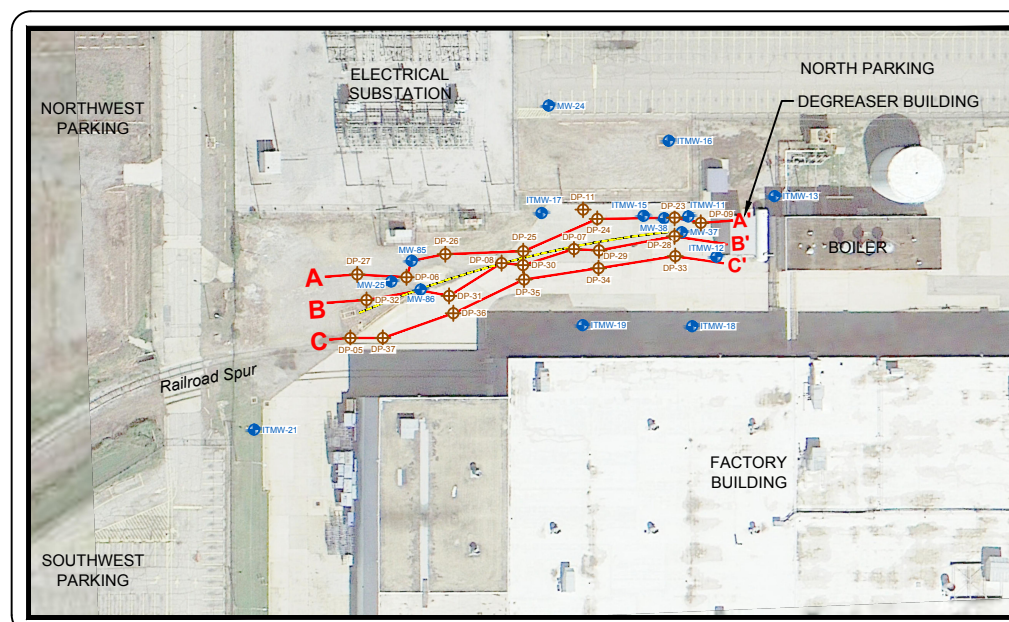 NORTH PARKING
ELECTRICAL
SUBSTATION
DEGREASER BUILDING
NORTHWEST
PARKING
MW-24
ITMW-16
ITMW-13
ITMW-17
DP-11
ITMW-15
DP-23
ITMW-11
DP-09
A'
DP-24
MW-38
MW-37
B'
DP-28
BOILER
DP-26
DP-25
DP-07
MW-85
DP-29
ITMW-12
C'
DP-27
DP-08
DP-30
DP-33
A
DP-06
MW-25
DP-34
DP-35
B
DP-32
MW-86
DP-31
DP-36
C
DP-05
DP-37
ITMW-19
ITMW-18
Railroad Spur
ITMW-21
FACTORY
BUILDING
SOUTHWEST
PARKING